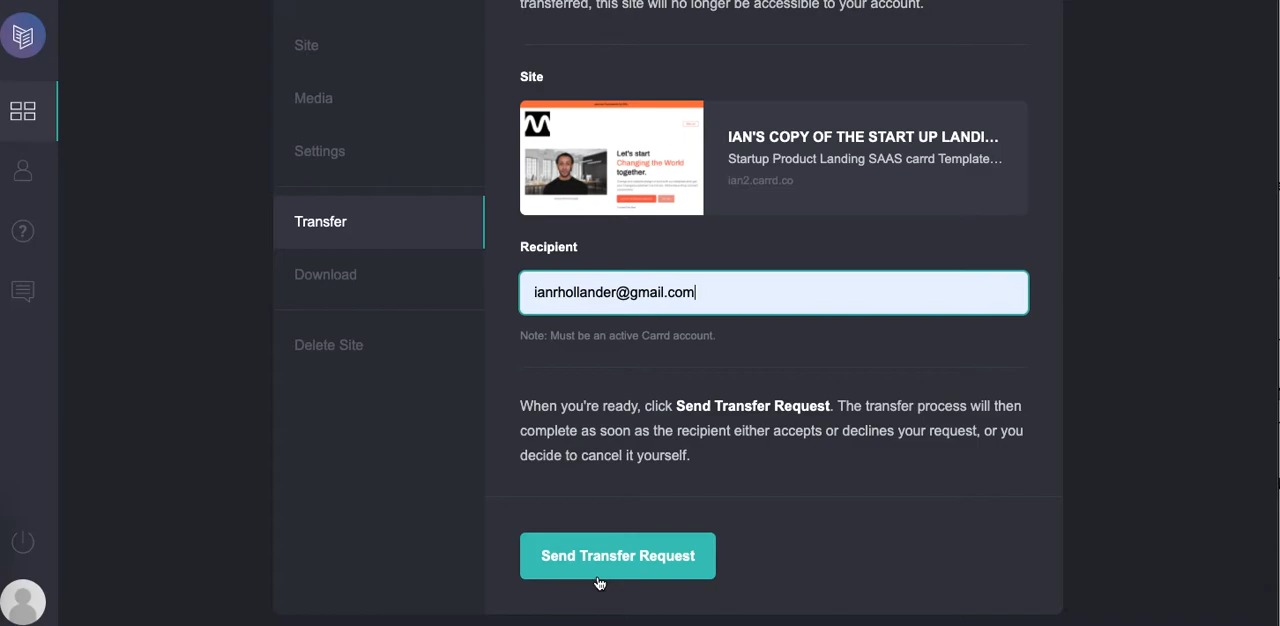 transferred, this site will no longer be accessible to your account.
Site
Media
Settings
Transfer
Download
Delete Site
Site
Let's start
Changing the World
together.
IAN'S COPY OF THE START UP LANDI...
Startup Product Landing SAAS carrd Template...
ian2.carrd.co
Recipient
ianrhollander@gmail.com
Note: Must be an active Carrd account.
When you're ready, click Send Transfer Request. The transfer process will then
complete as soon as the recipient either accepts or declines your request, or you
decide to cancel it yourself.
Send Transfer Request